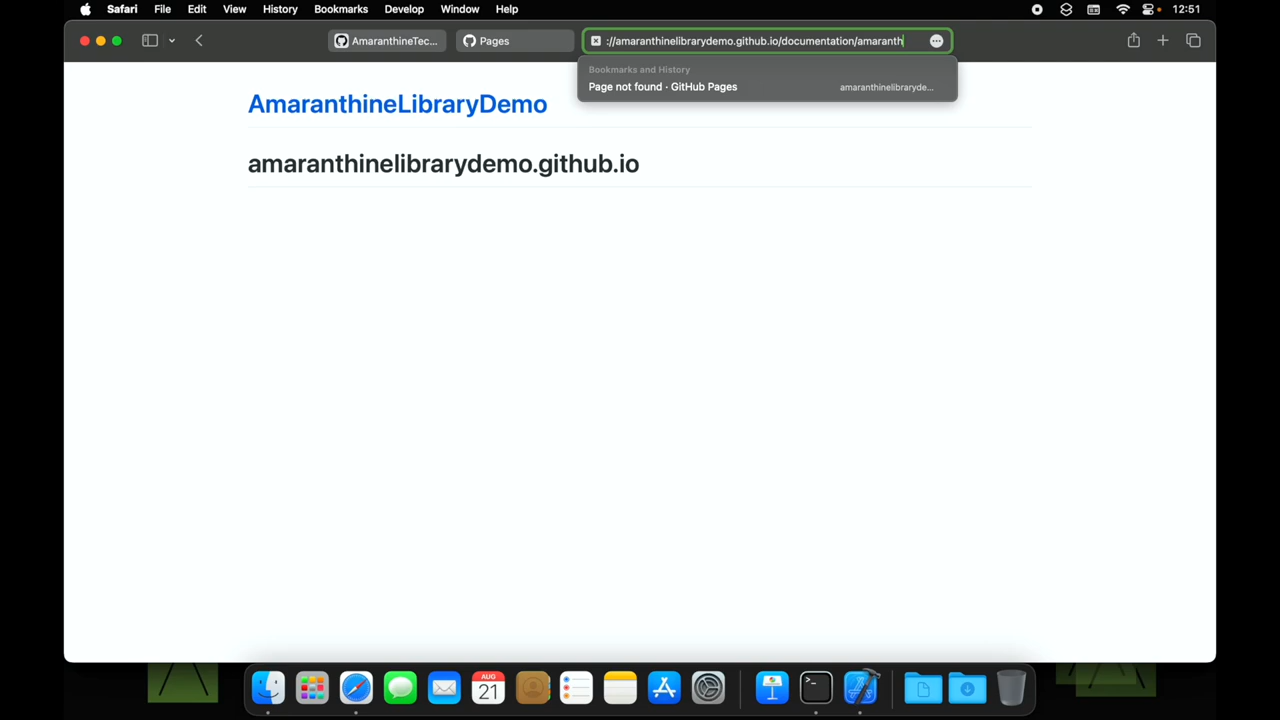 Safari File Edit View History Bookmarks Develop Window Help 12:51
AmaranthineTec... Pages ://amaranthinelibrarydemo.github.io/documentation/amaranth
Bookmarks and History
Page not found · GitHub Pages amaranthinelibraryde...
AmaranthineLibraryDemo
amaranthinelibrarydemo.github.io
AUG
21